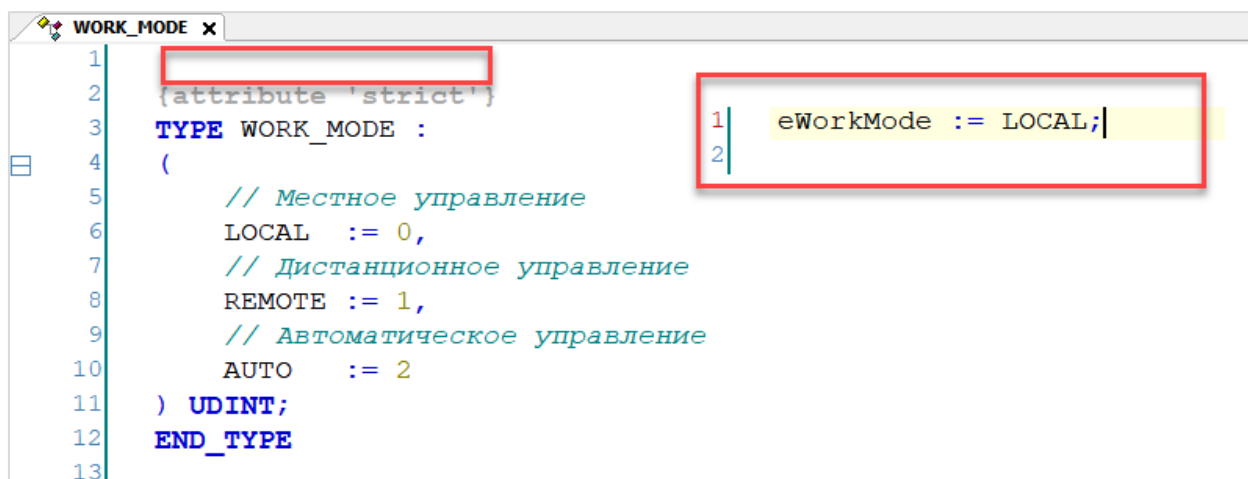 WORK_MODE X
1
2 {attribute 'strict'}
3 TYPE WORK_MODE :
4 (
5 // Местное управление
6 LOCAL := 0,
7 // Дистанционное управление
8 REMOTE := 1,
9 // Автоматическое управление
10 AUTO := 2
11 ) UDINT;
12 END_TYPE
13
1 eWorkMode := LOCAL;
2